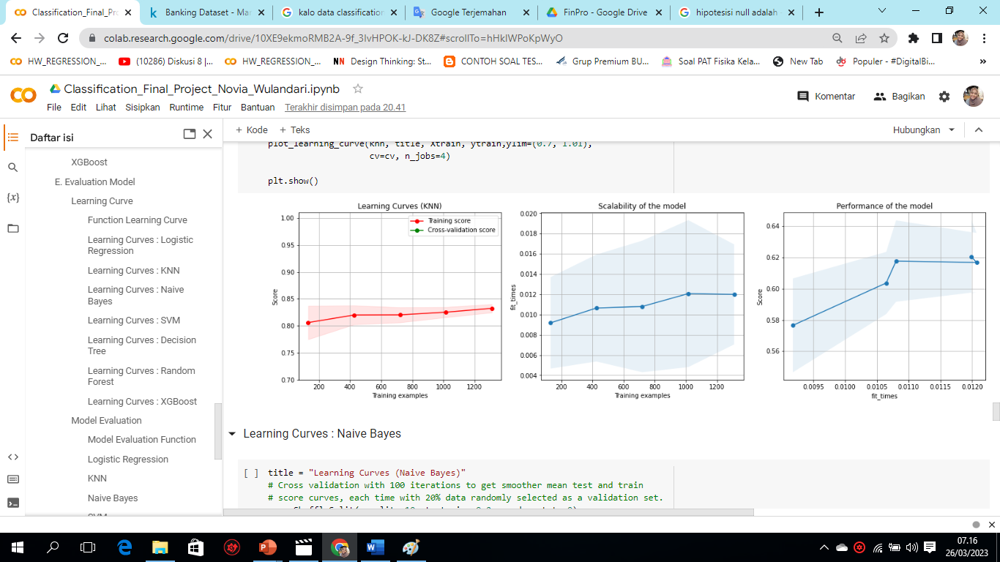 Classification_Final_Pro
Banking Dataset - Mar
kalo data classification
Google Terjemahan
FinPro - Google Drive
hipotesisi null adalah
colab.research.google.com/drive/10XE9ekmoRMB2A-9f_3IvHPOK-kJ-DK8Z#scrollTo=hHkIWPoKpWyO
HW_REGRESSION_...
(10286) Diskusi 8 |...
HW_REGRESSION_...
NN Design Thinking: St...
CONTOH SOAL TES...
Grup Premium BU...
Soal PAT Fisika Kela...
New Tab
Populer - #DigitalBi...
Classification_Final_Project_Novia_Wulandari.ipynb
Komentar
Bagikan
File Edit Lihat Sisipkan Runtime Fitur Bantuan Terakhir disimpan pada 20.41
Daftar isi
+ Kode + Teks
Hubungkan
XGBoost
E. Evaluation Model
Learning Curve
Function Learning Curve
Learning Curves : Logistic
Regression
Learning Curves : KNN
Learning Curves : Naive
Bayes
Learning Curves : SVM
Learning Curves : Decision
Tree
Learning Curves : Random
Forest
Learning Curves : XGBoost
Model Evaluation
Model Evaluation Function
Logistic Regression
KNN
Naive Bayes
SVM
plot_learning_curve(knn, title, Xtrain, ytrain,ylim=(0.7, 1.01),
cv=cv, n_jobs=4)
plt.show()
Learning Curves (KNN)
Training score
Cross-validation score
1.00
0.95
0.90
0.85
0.80
0.75
0.70
Score
200 400 600 800 1000 1200
Training examples
Scalability of the model
0.020
0.018
0.016
0.014
0.012
0.010
0.008
0.006
0.004
fit_times
200 400 600 800 1000 1200
Training examples
Performance of the model
0.64
0.62
0.60
0.58
0.56
Score
0.0095 0.0100 0.0105 0.0110 0.0115 0.0120
fit_times
Learning Curves : Naive Bayes
[ ] title = "Learning Curves (Naive Bayes)"
# Cross validation with 100 iterations to get smoother mean test and train
# score curves, each time with 20% data randomly selected as a validation set.
07.16
26/03/2023